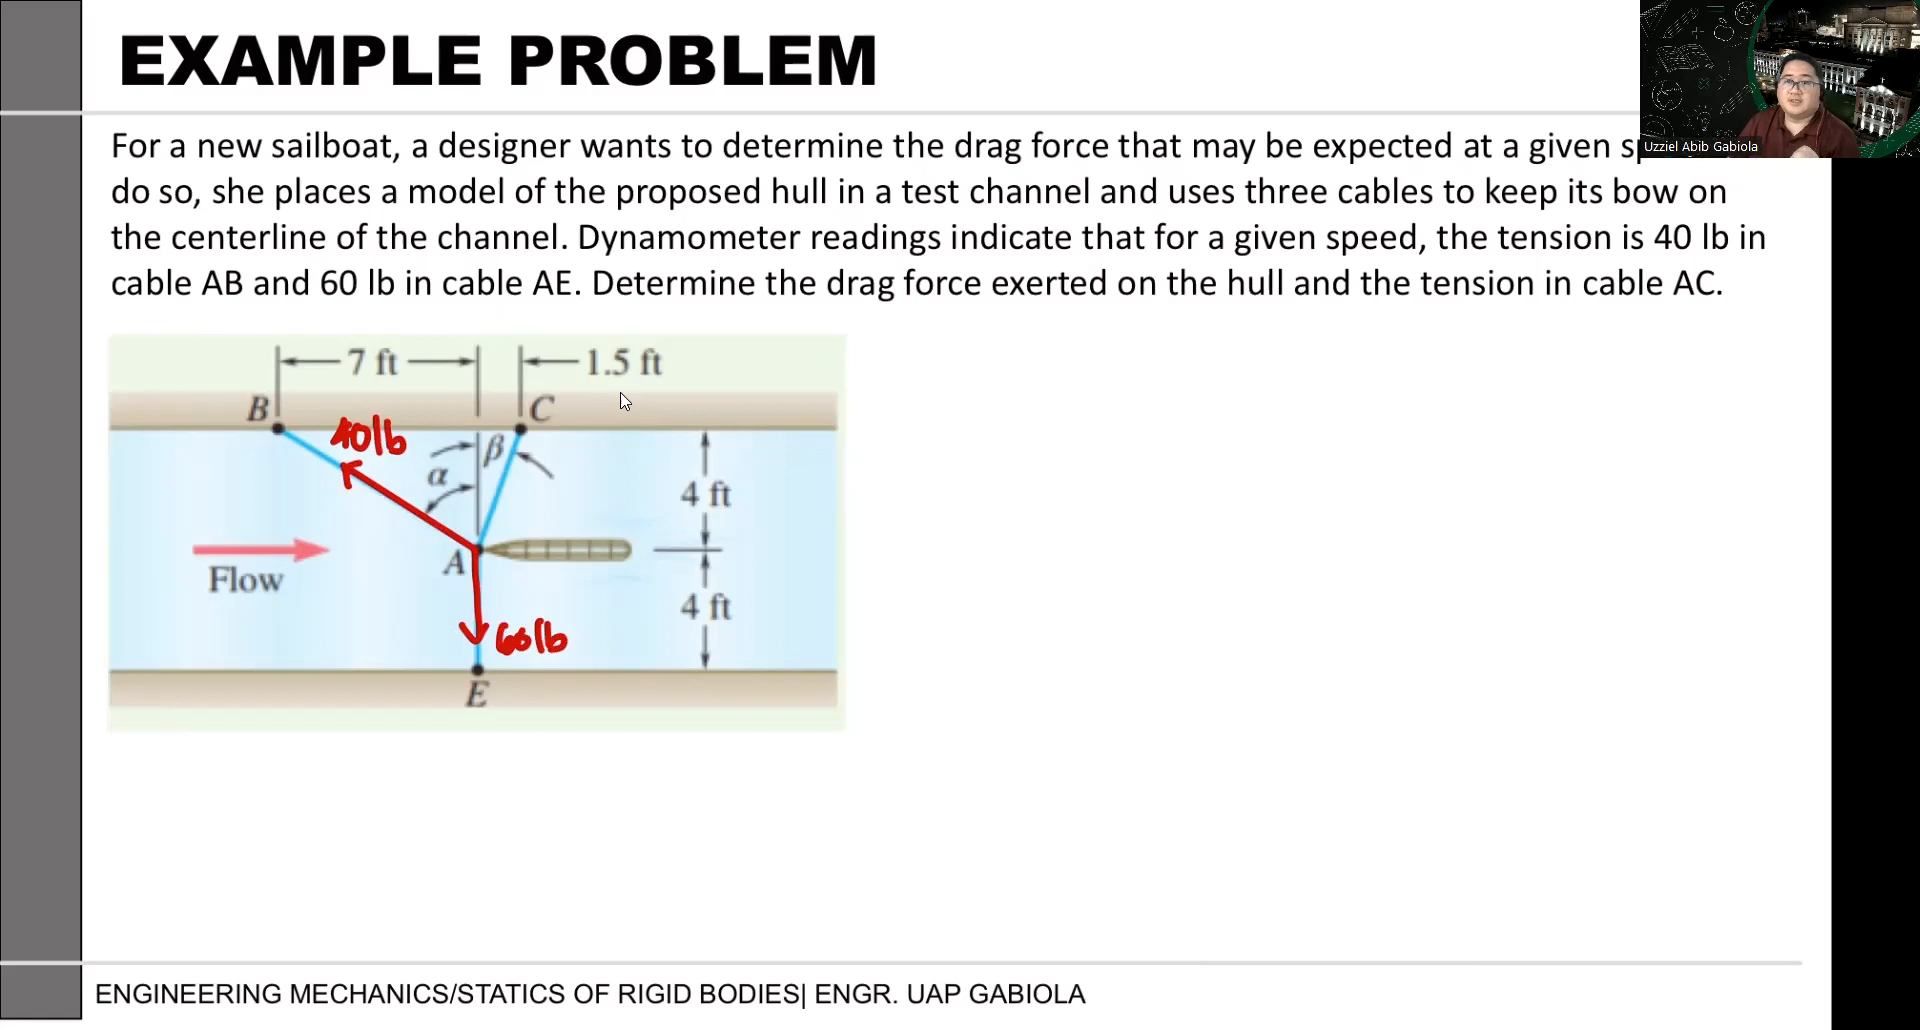 EXAMPLE PROBLEM
Uzziel Abib Gabiola
For a new sailboat, a designer wants to determine the drag force that may be expected at a given
do so, she places a model of the proposed hull in a test channel and uses three cables to keep its bow on
the centerline of the channel. Dynamometer readings indicate that for a given speed, the tension is 40 lb in
cable AB and 60 lb in cable AE. Determine the drag force exerted on the hull and the tension in cable AC.
7 ft
1.5 ft
B
C
40lb
β
α
4 ft
A
Flow
4 ft
60lb
E
ENGINEERING MECHANICS/STATICS OF RIGID BODIES| ENGR. UAP GABIOLA